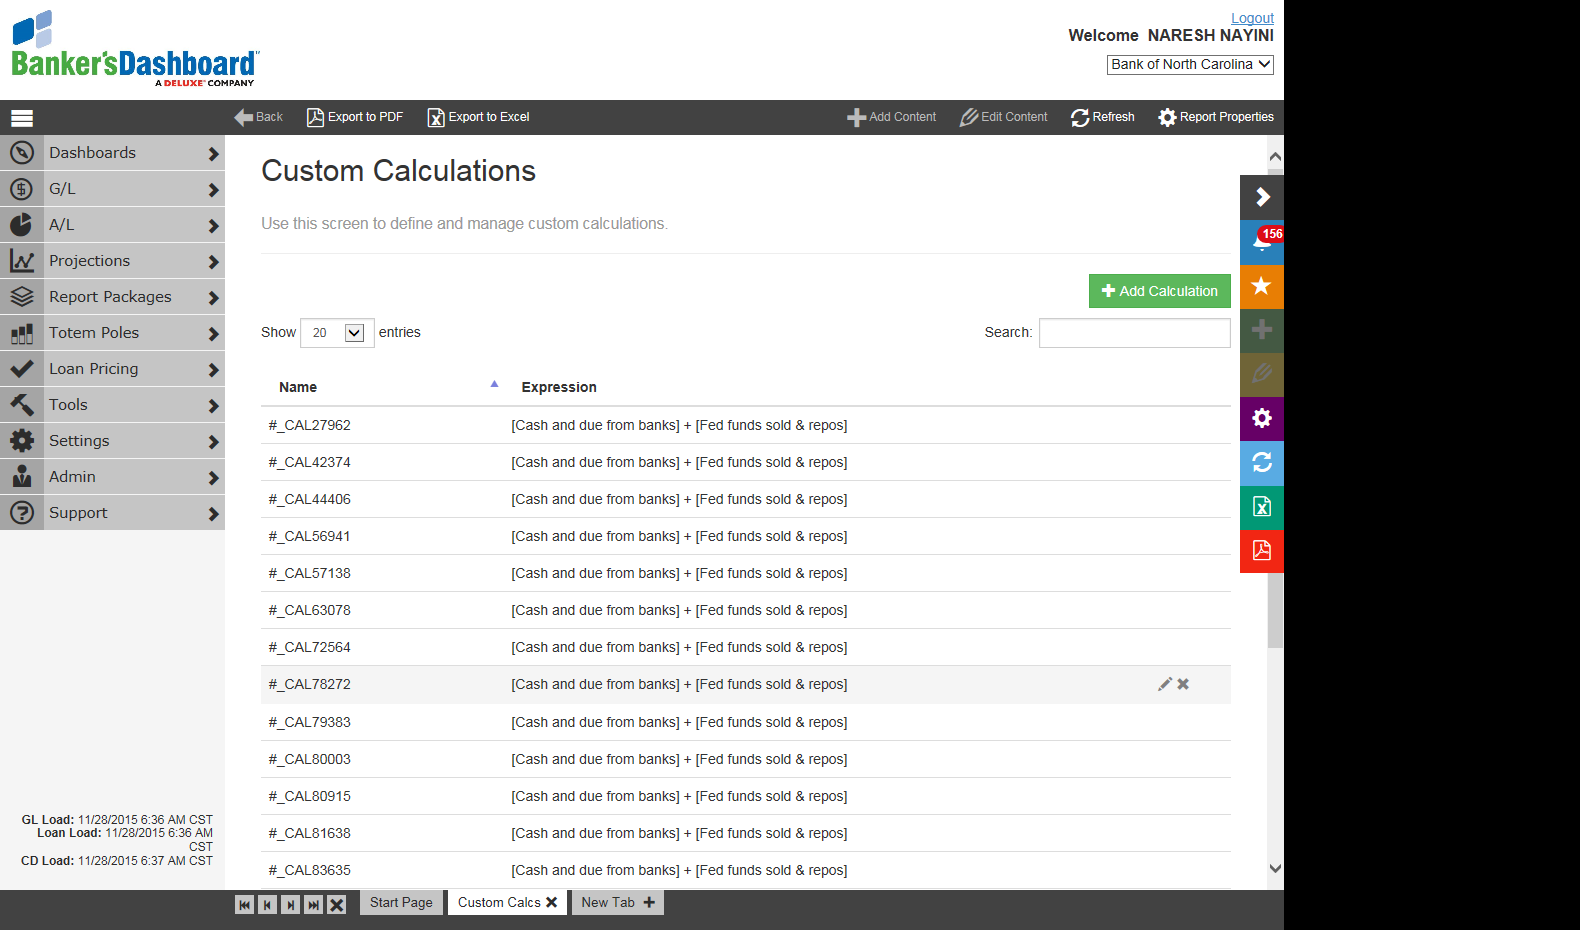 Logout
Welcome NARESH NAYINI
Bank of North Carolina
Banker'sDashboard
A DELUXE COMPANY
Back
Export to PDF
Export to Excel
Add Content
Edit Content
Refresh
Report Properties
Dashboards
G/L
A/L
Projections
Report Packages
Totem Poles
Loan Pricing
Tools
Settings
Admin
Support
GL Load: 11/28/2015 6:36 AM CST
Loan Load: 11/28/2015 6:36 AM
CST
CD Load: 11/28/2015 6:37 AM CST
Custom Calculations
Use this screen to define and manage custom calculations.
156
Add Calculation
Show 20 entries
Search:
Name Expression
#_CAL27962 [Cash and due from banks] + [Fed funds sold & repos]
#_CAL42374 [Cash and due from banks] + [Fed funds sold & repos]
#_CAL44406 [Cash and due from banks] + [Fed funds sold & repos]
#_CAL56941 [Cash and due from banks] + [Fed funds sold & repos]
#_CAL57138 [Cash and due from banks] + [Fed funds sold & repos]
#_CAL63078 [Cash and due from banks] + [Fed funds sold & repos]
#_CAL72564 [Cash and due from banks] + [Fed funds sold & repos]
#_CAL78272 [Cash and due from banks] + [Fed funds sold & repos]
#_CAL79383 [Cash and due from banks] + [Fed funds sold & repos]
#_CAL80003 [Cash and due from banks] + [Fed funds sold & repos]
#_CAL80915 [Cash and due from banks] + [Fed funds sold & repos]
#_CAL81638 [Cash and due from banks] + [Fed funds sold & repos]
#_CAL83635 [Cash and due from banks] + [Fed funds sold & repos]
Start Page
Custom Calcs
New Tab